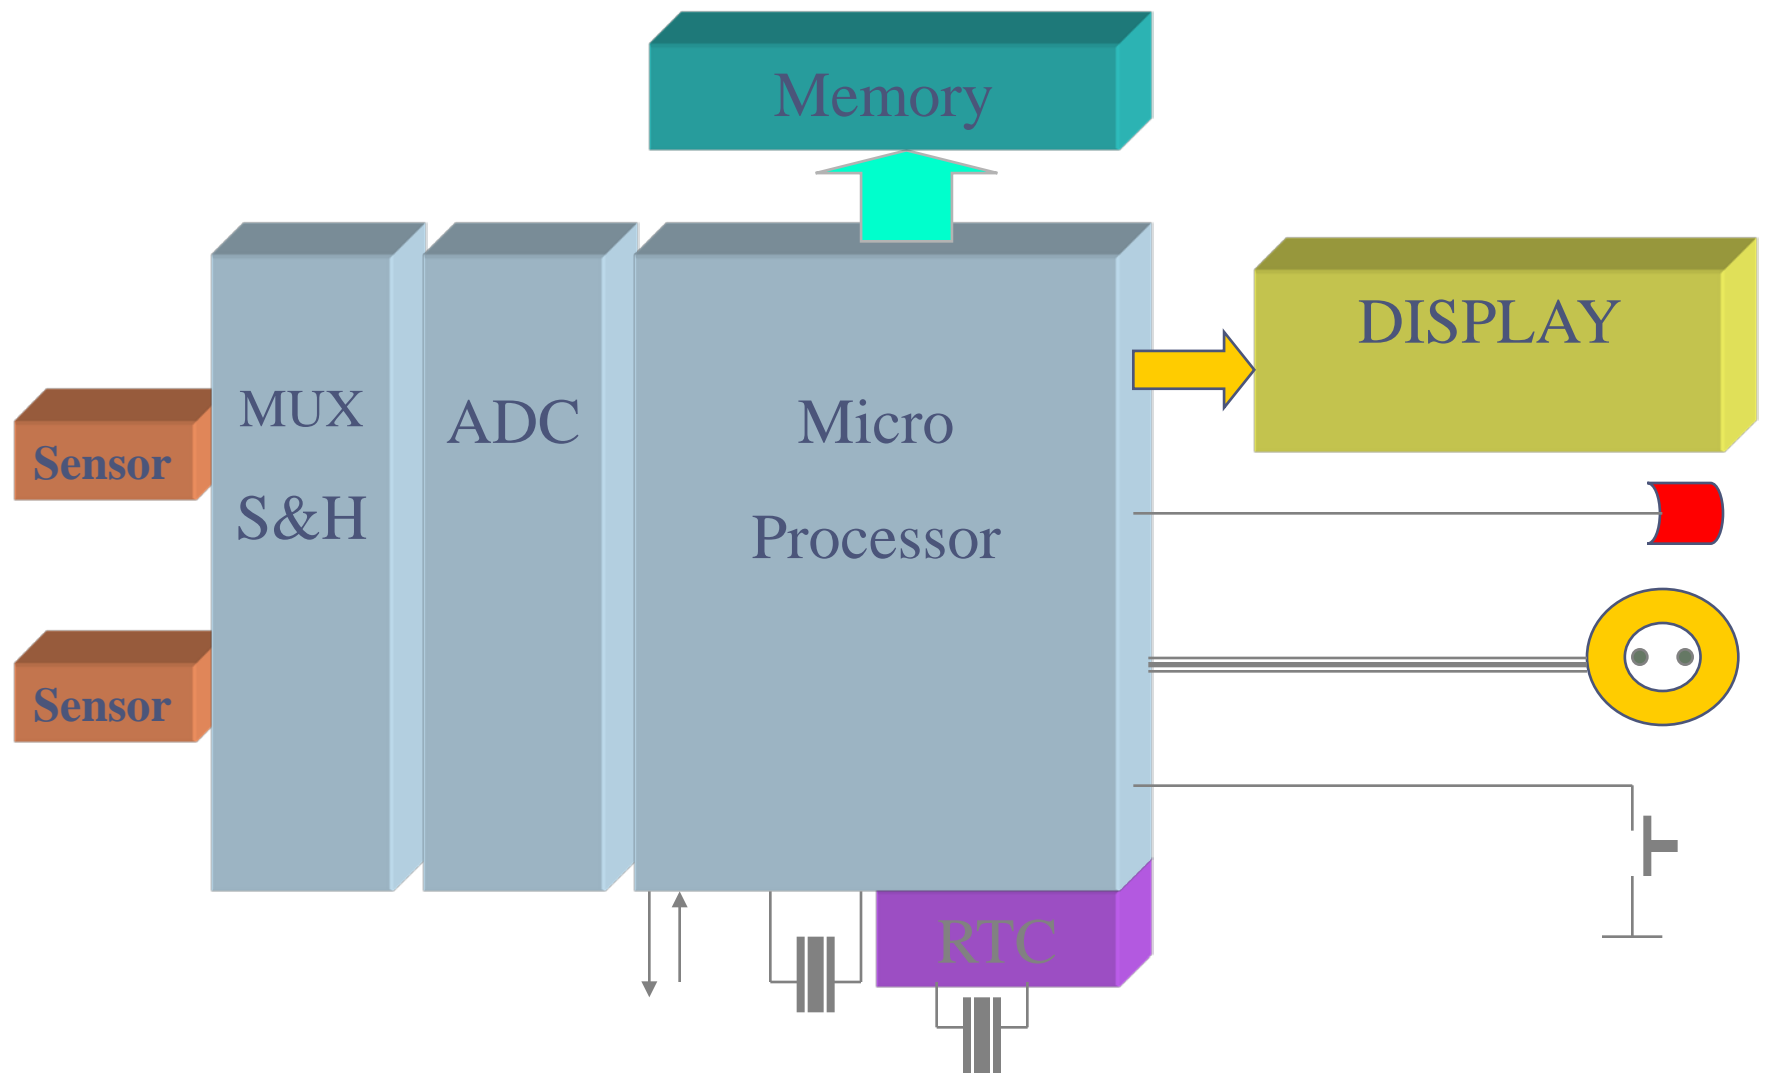 Memory
MUX
S&H
ADC
Micro
Processor
DISPLAY
Sensor
Sensor
RTC